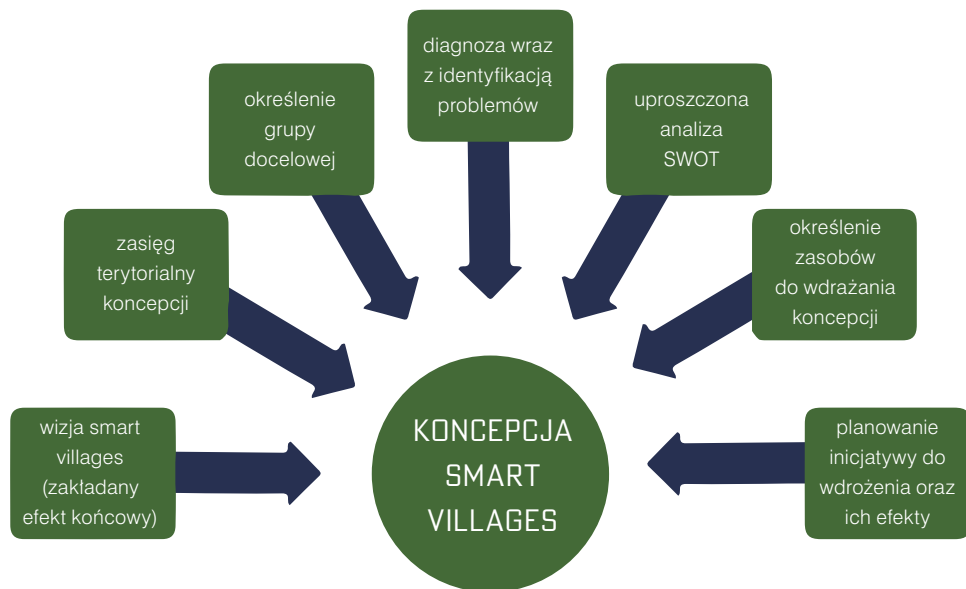 diagnoza wraz
z identyfikacją
problemów
określenie
grupy
docelowej
uproszczona
analiza
SWOT
zasięg
terytorialny
koncepcji
określenie
zasobów
do wdrażania
koncepcji
wizja smart
villages
(zakładany
efekt końcowy)
KONCEPCJA
SMART
VILLAGES
planowanie
inicjatywy do
wdrożenia oraz
ich efekty